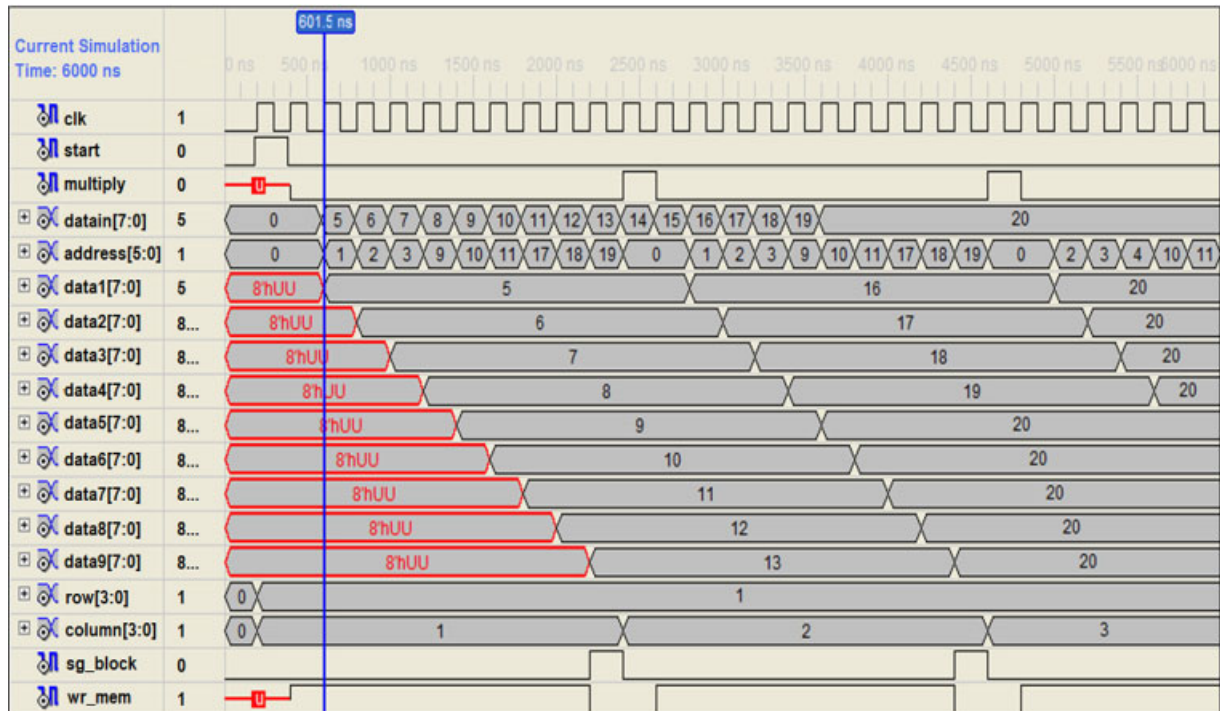 601.5 ns
Current Simulation
Time: 6000 ns
0 ns 500 n 1000 ns 1500 ns 2000 ns 2500 ns 3000 ns 3500 ns 4000 ns 4500 ns 5000 ns 5500 ns 6000 ns
clk 1
start 0
multiply 0 U
datain[7:0] 5 0 5 6 7 8 9 10 11 12 13 14 15 16 17 18 19 20
address[5:0] 1 0 1 2 3 9 10 11 17 18 19 0 1 2 3 9 10 11 17 18 19 0 2 3 4 10 11
data1[7:0] 5 8'hUU 5 16 20
data2[7:0] 8... 8'hUU 6 17 20
data3[7:0] 8... 8'hUU 7 18 20
data4[7:0] 8... 8'hUU 8 19 20
data5[7:0] 8... 8'hUU 9 20
data6[7:0] 8... 8'hUU 10 20
data7[7:0] 8... 8'hUU 11 20
data8[7:0] 8... 8'hUU 12 20
data9[7:0] 8... 8'hUU 13 20
row[3:0] 1 0 1
column[3:0] 1 0 1 2 3
sg_block 0
wr_mem 1 U